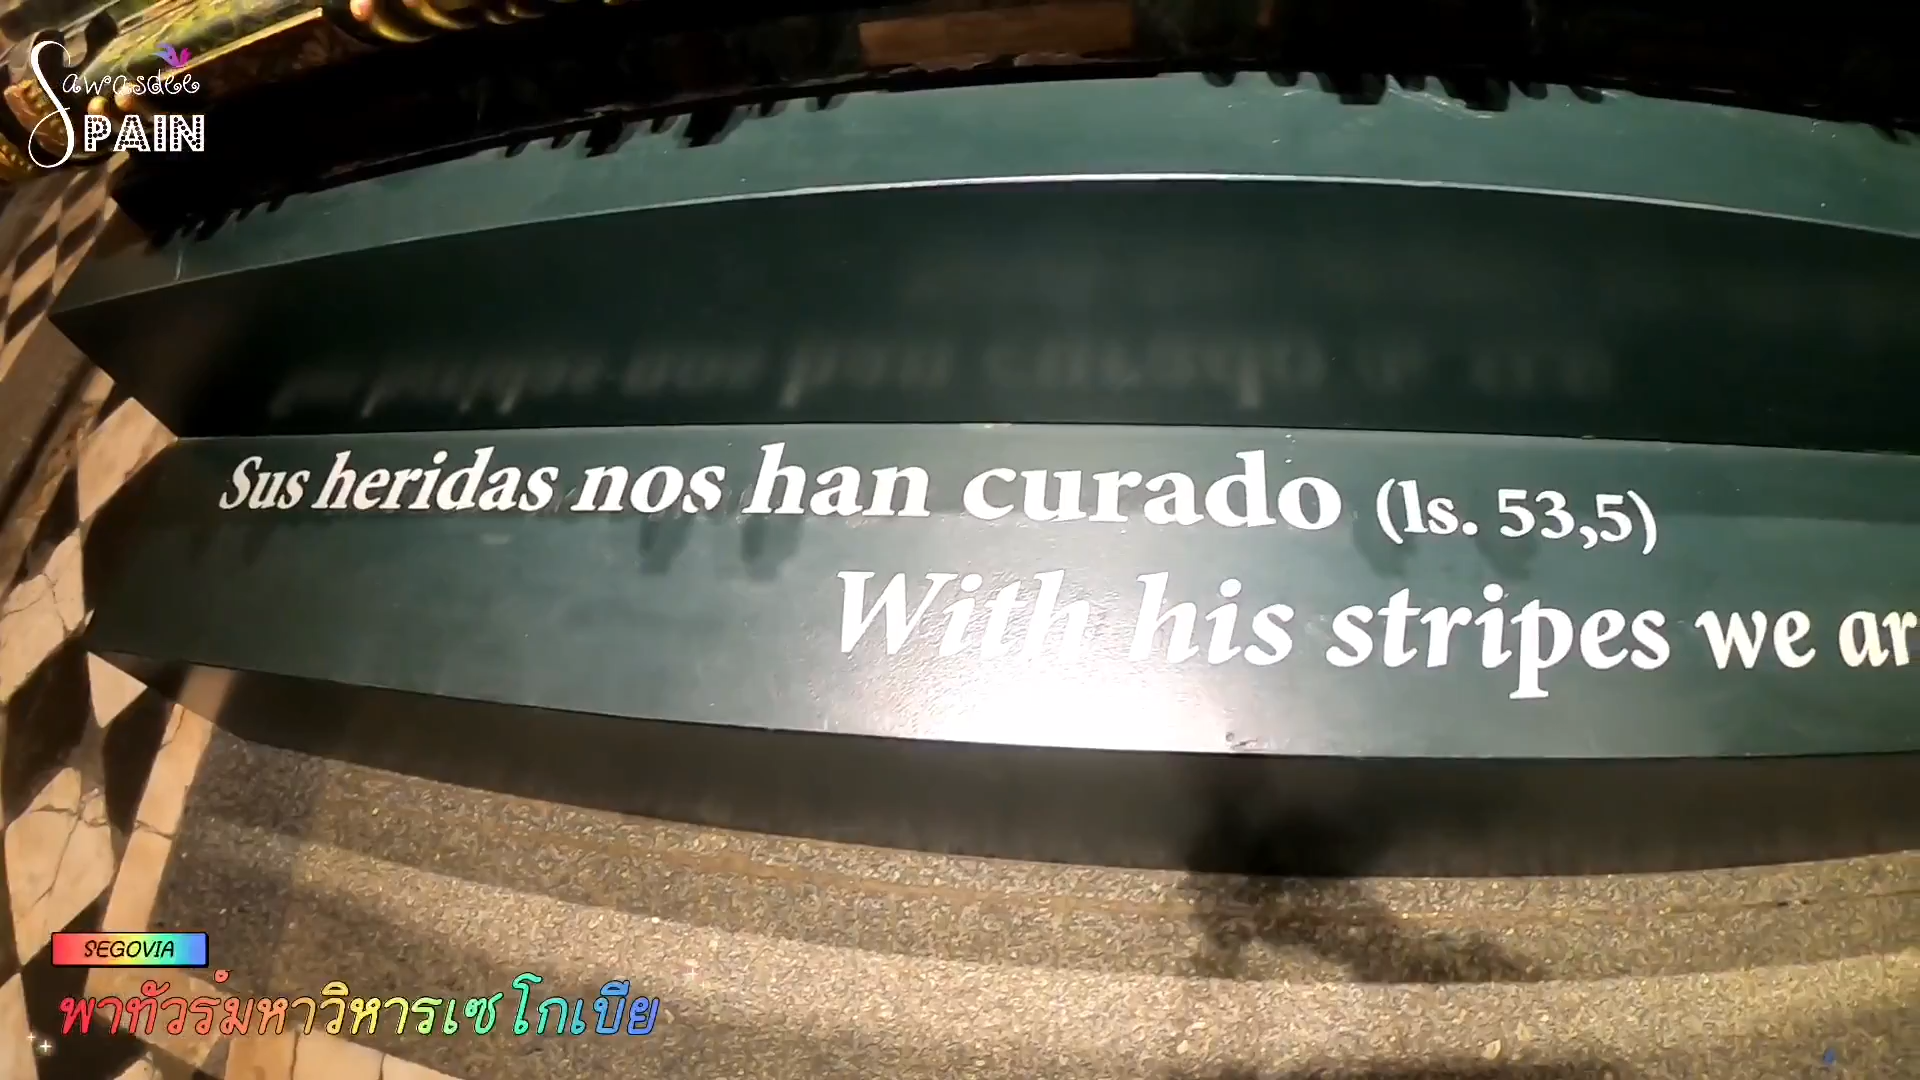 Sawasdee
SPAIN
Sus heridas nos han curado (Is. 53,5)
With his stripes we ar
SEGOVIA
พาทัวร์มหาวิหารเซโกเบีย